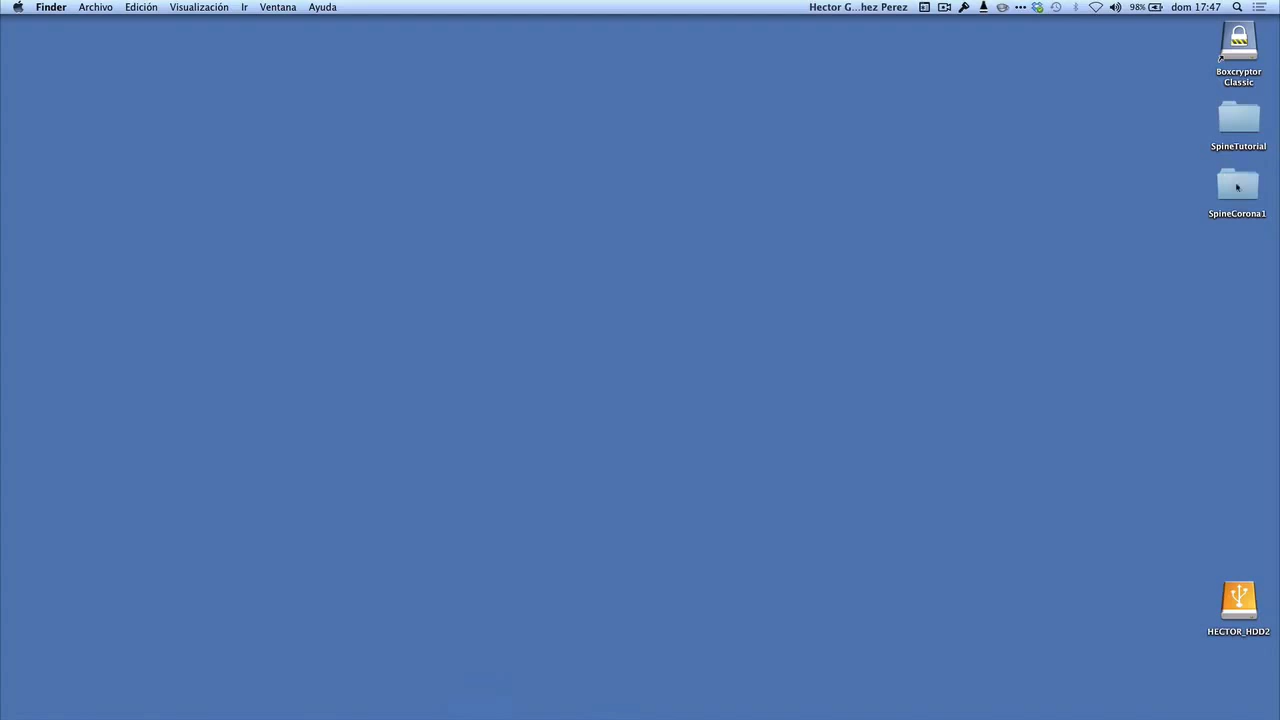 Finder Archivo Edición Visualización Ir Ventana Ayuda Hector G...hez Perez 98% dom 17:47
Boxcryptor
Classic
SpineTutorial
SpineCorona1
HECTOR_HDD2